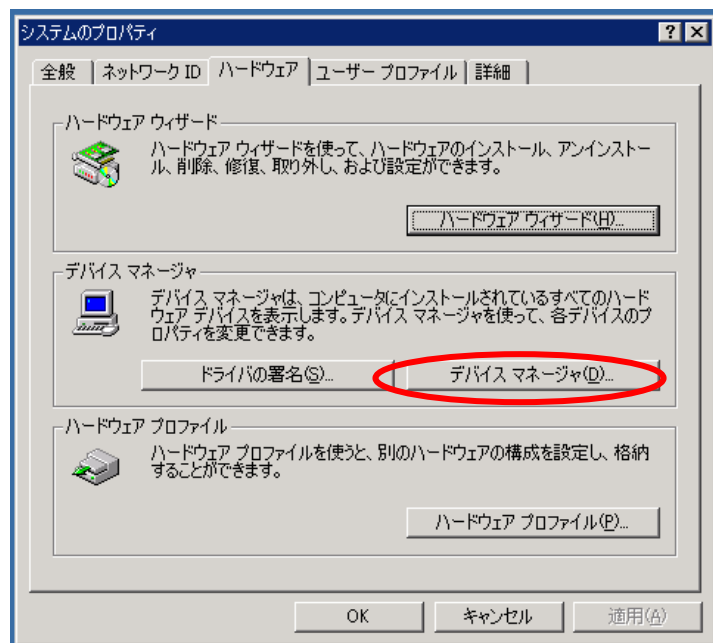 システムのプロパティ
全般 ネットワーク ID ハードウェア ユーザー プロファイル 詳細
ハードウェア ウィザード
ハードウェア ウィザードを使って、ハードウェアのインストール、アンインストー
ル、削除、修復、取り外し、および設定ができます。
ハードウェア ウィザード(H)...
デバイス マネージャ
デバイス マネージャは、コンピュータにインストールされているすべてのハード
ウェア デバイスを表示します。デバイス マネージャを使って、各デバイスのプ
ロパティを変更できます。
ドライバの署名(S)... デバイス マネージャ(D)...
ハードウェア プロファイル
ハードウェア プロファイルを使うと、別のハードウェアの構成を設定し、格納
することができます。
ハードウェア プロファイル(P)...
OK キャンセル 適用(A)